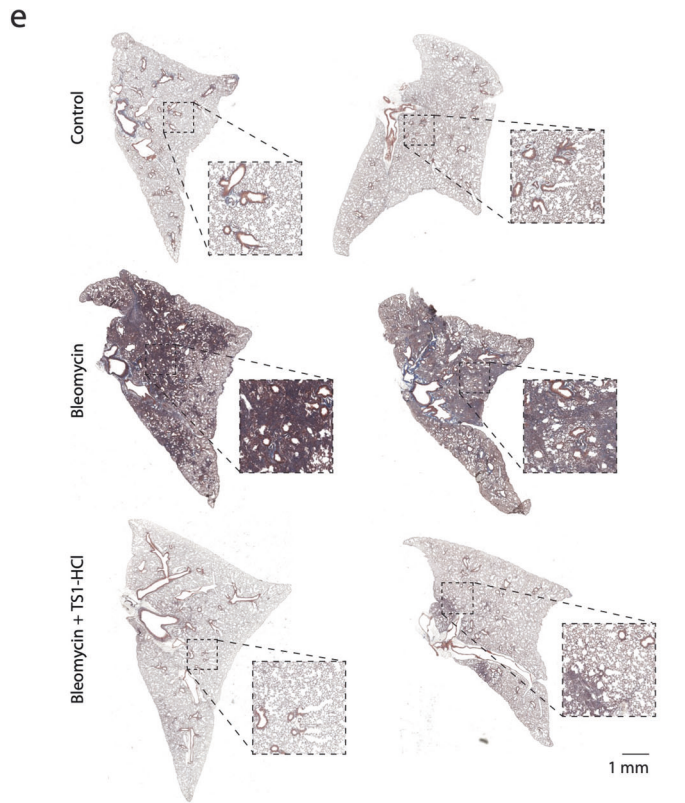 e
Control
Bleomycin
Bleomycin + TS1-HCl
1 mm